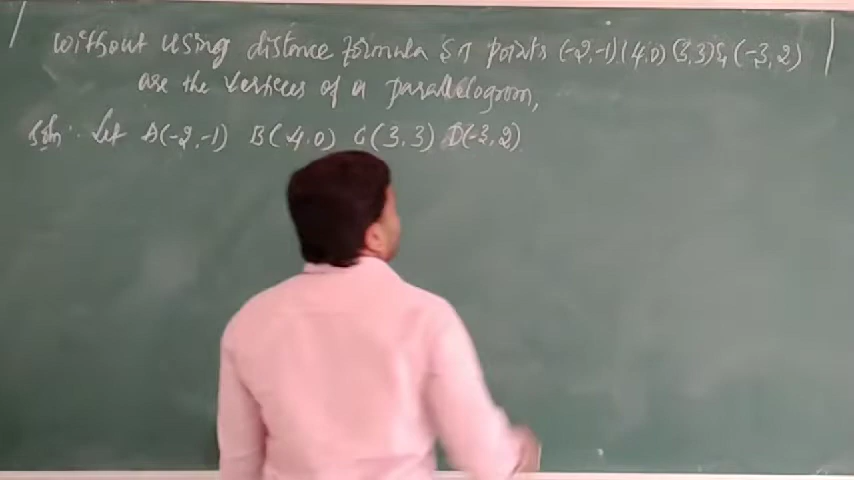 without using distance formula S.T points (-2,-1)(4,0)(3,3)&(-3,2)
are the vertices of a parallelogram,
Soln: Let A(-2,-1) B(4,0) C(3,3) D(-3,2)